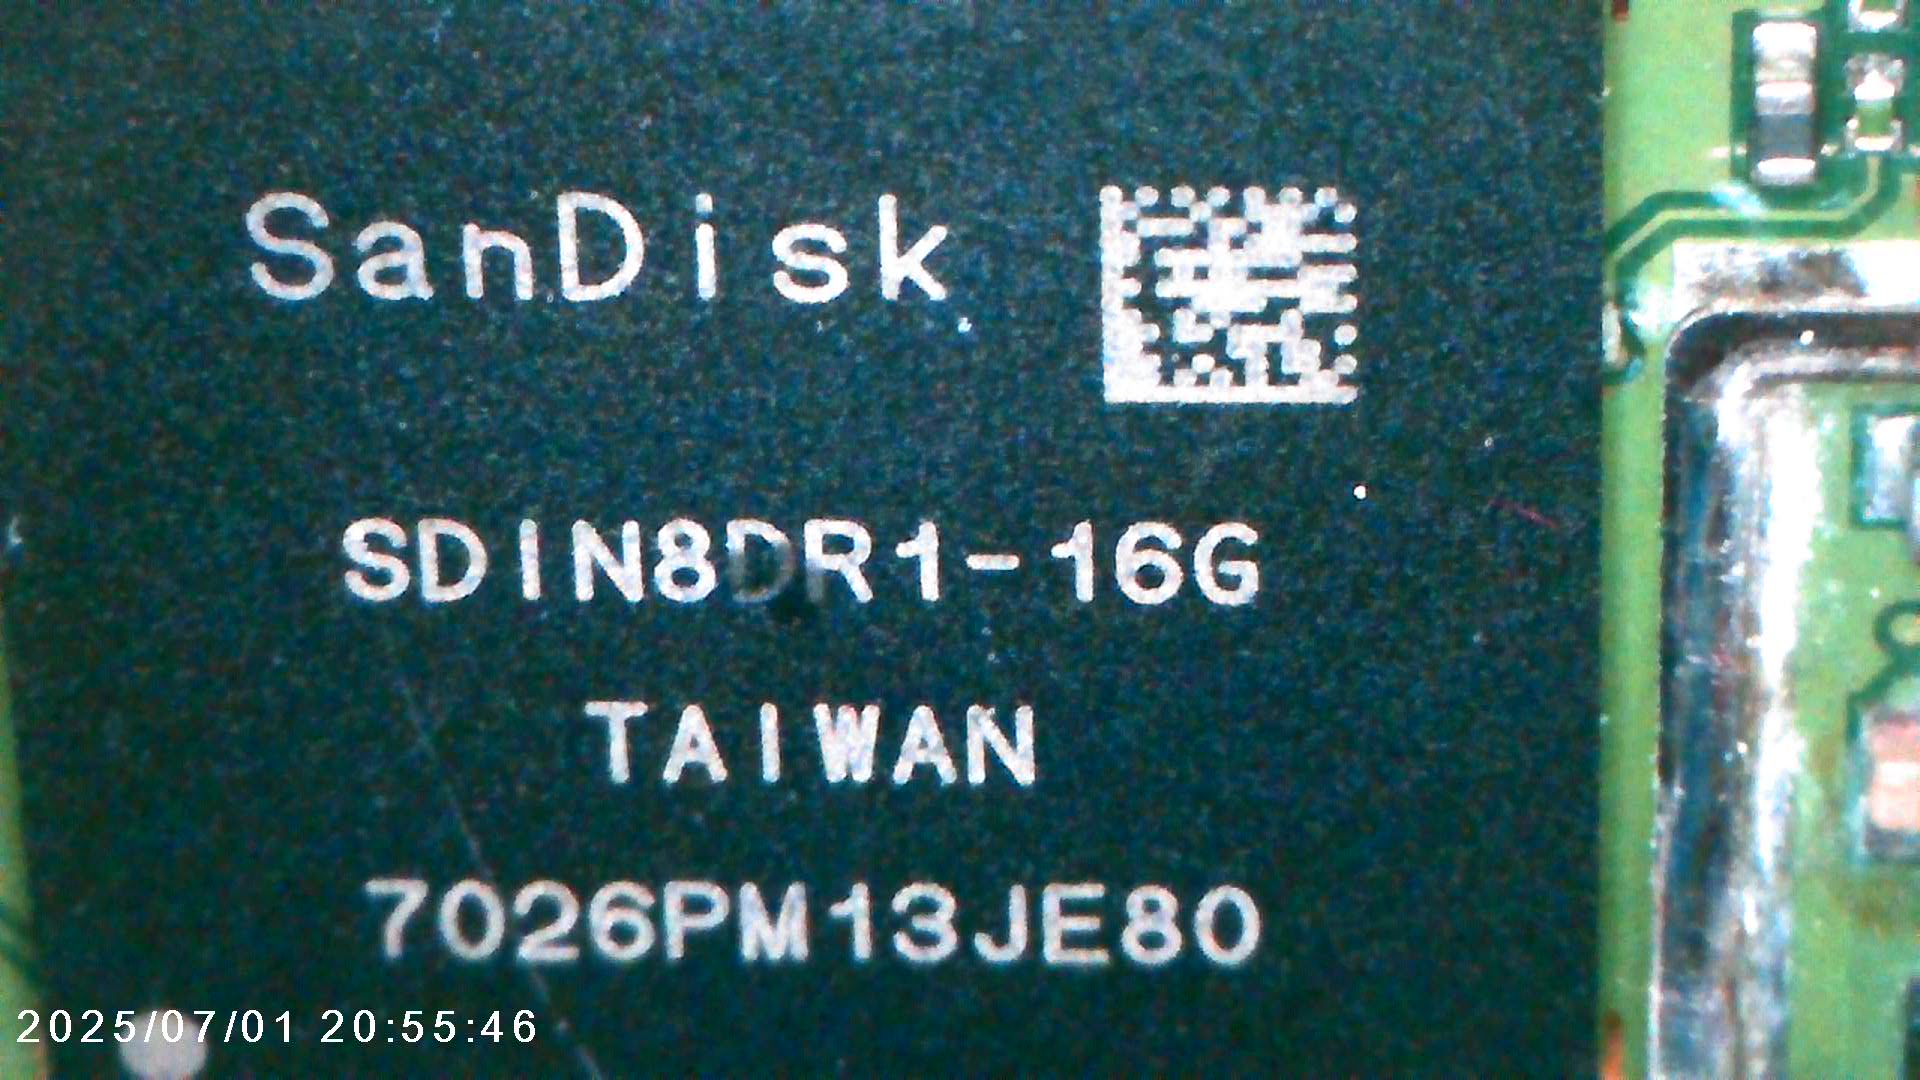 SanDisk
SDIN8DR1-16G
TAIWAN
7026PM13JE80
2025/07/01 20:55:46